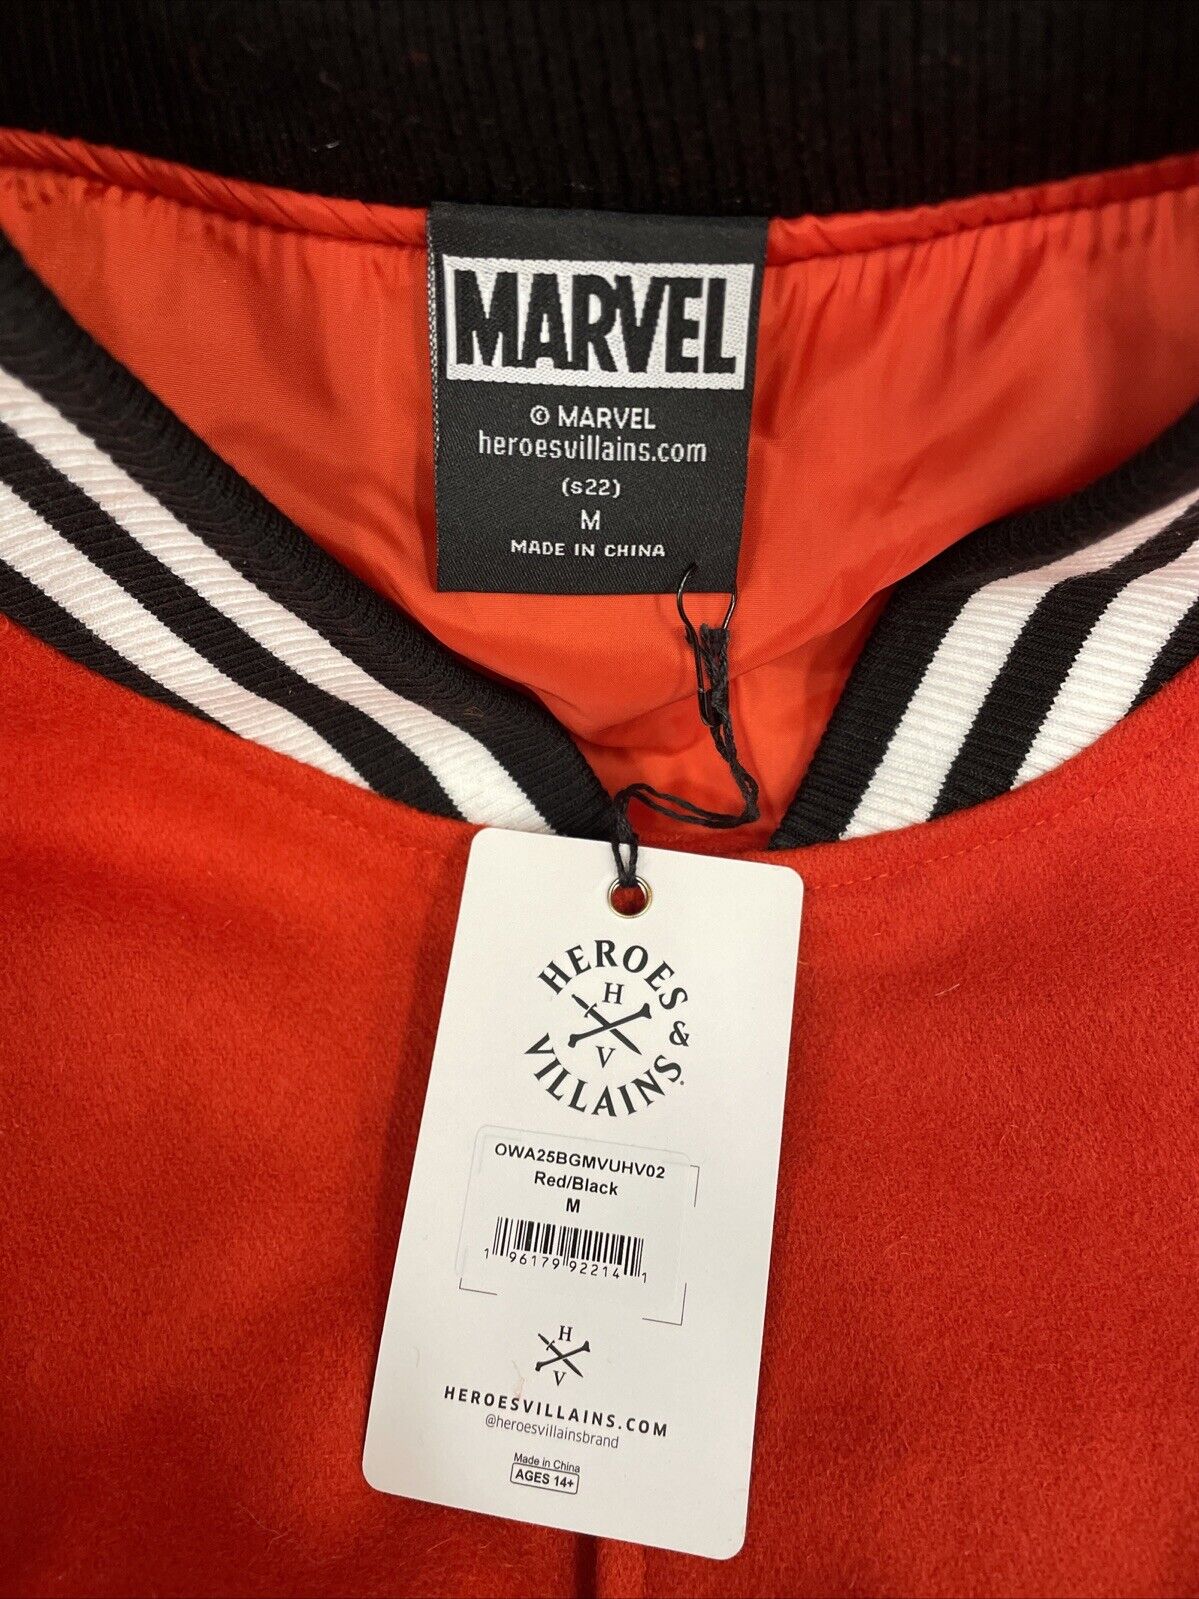 MARVEL
© MARVEL
heroesvillains.com
(s22)
M
MADE IN CHINA
HEROES &
VILLAINS
H
V
OWA25BGMVUHV02
Red/Black
M
1 96179 92214 1
H
V
HEROESVILLAINS.COM
@heroesvillainsbrand
Made in China
AGES 14+